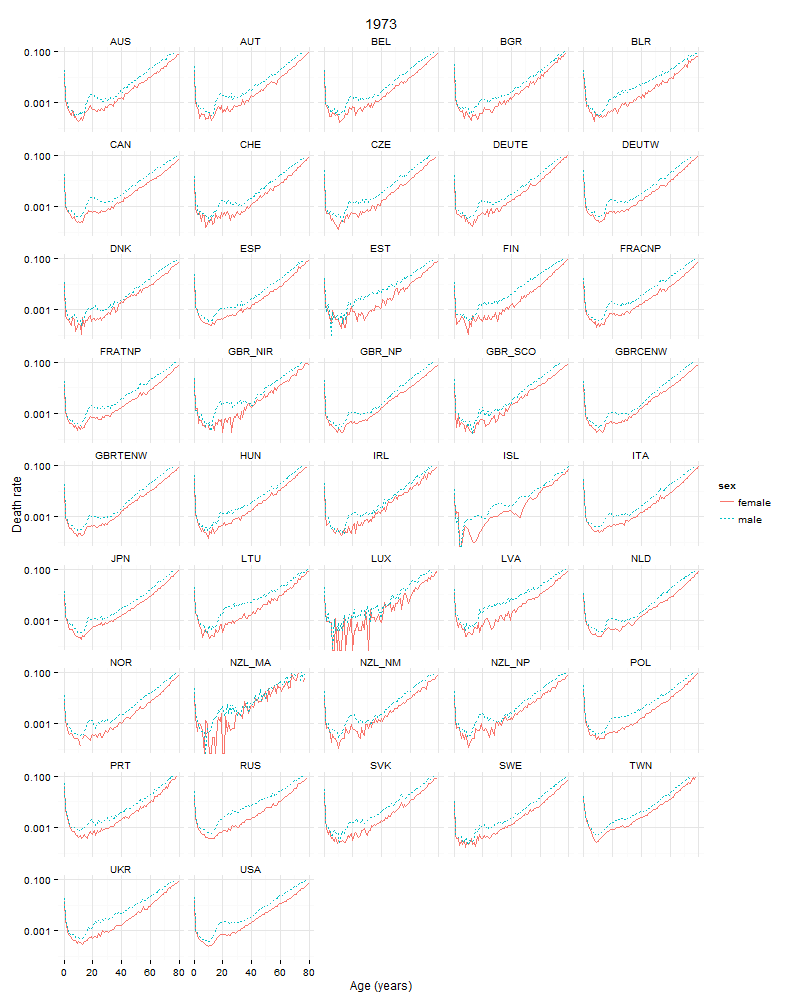 1973
AUS AUT BEL BGR BLR
0.100
0.001
CAN CHE CZE DEUTE DEUTW
0.100
0.001
DNK ESP EST FIN FRACNP
0.100
0.001
FRATNP GBR_NIR GBR_NP GBR_SCO GBRCENW
0.100
0.001
GBRTENW HUN IRL ISL ITA
0.100
0.001
Death rate
sex
female
male
JPN LTU LUX LVA NLD
0.100
0.001
NOR NZL_MA NZL_NM NZL_NP POL
0.100
0.001
PRT RUS SVK SWE TWN
0.100
0.001
UKR USA
0.100
0.001
0 20 40 60 80 0 20 40 60 80
Age (years)